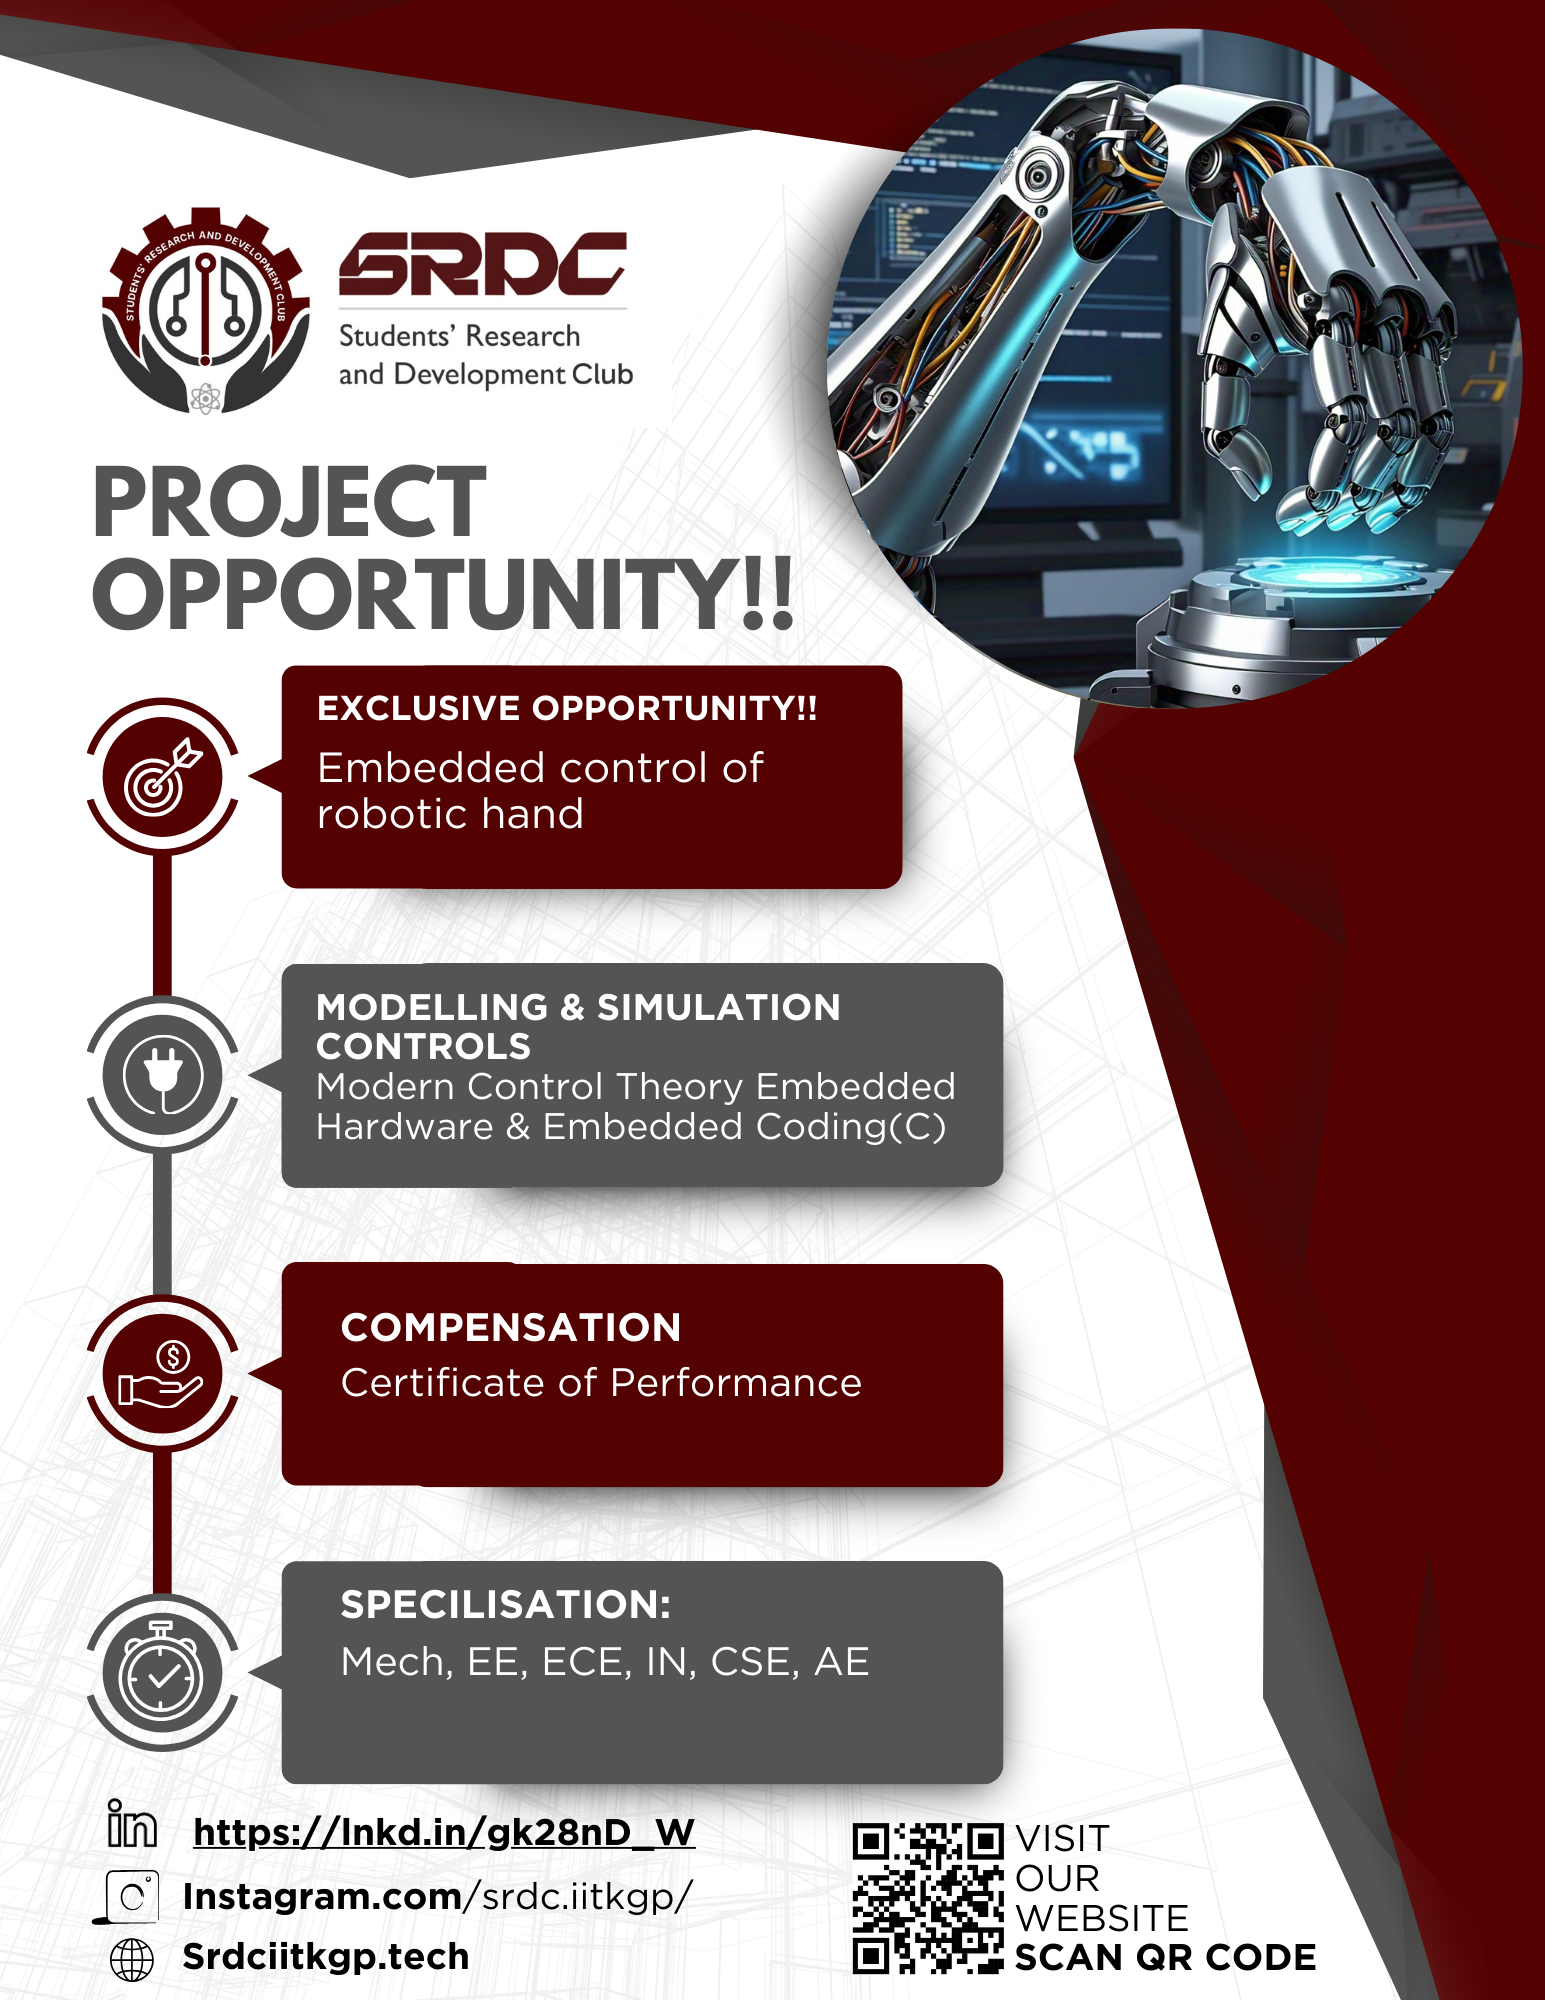 STUDENTS' RESEARCH AND DEVELOPMENT CLUB
SRDC
Students' Research
and Development Club
PROJECT
OPPORTUNITY!!
EXCLUSIVE OPPORTUNITY!!
Embedded control of
robotic hand
MODELLING & SIMULATION
CONTROLS
Modern Control Theory Embedded
Hardware & Embedded Coding(C)
$
COMPENSATION
Certificate of Performance
SPECILISATION:
Mech, EE, ECE, IN, CSE, AE
in
https://lnkd.in/gk28nD_W
Instagram.com/srdc.iitkgp/
Srdciitkgp.tech
VISIT
OUR
WEBSITE
SCAN QR CODE